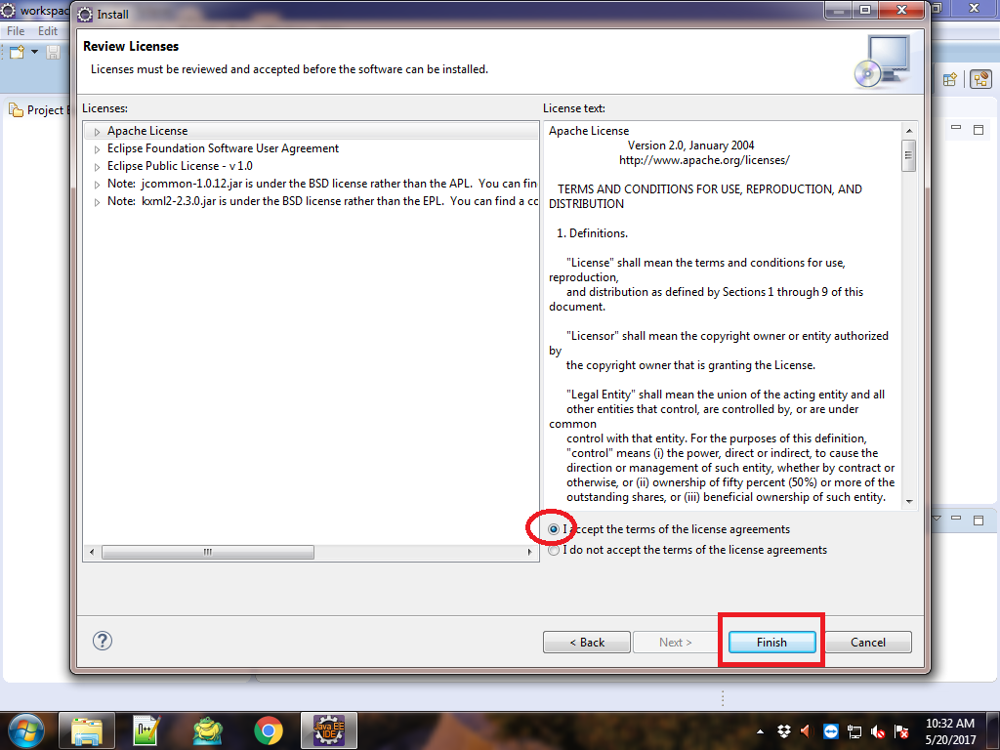 workspac
Install
File Edit
Review Licenses
Licenses must be reviewed and accepted before the software can be installed.
Project E
Licenses:
Apache License
Eclipse Foundation Software User Agreement
Eclipse Public License - v 1.0
Note: jcommon-1.0.12.jar is under the BSD license rather than the APL. You can fin
Note: kxml2-2.3.0.jar is under the BSD license rather than the EPL. You can find a co
License text:
Apache License
Version 2.0, January 2004
http://www.apache.org/licenses/
TERMS AND CONDITIONS FOR USE, REPRODUCTION, AND
DISTRIBUTION
1. Definitions.
"License" shall mean the terms and conditions for use,
reproduction,
and distribution as defined by Sections 1 through 9 of this
document.
"Licensor" shall mean the copyright owner or entity authorized
by
the copyright owner that is granting the License.
"Legal Entity" shall mean the union of the acting entity and all
other entities that control, are controlled by, or are under
common
control with that entity. For the purposes of this definition,
"control" means (i) the power, direct or indirect, to cause the
direction or management of such entity, whether by contract or
otherwise, or (ii) ownership of fifty percent (50%) or more of the
outstanding shares, or (iii) beneficial ownership of such entity.
I accept the terms of the license agreements
I do not accept the terms of the license agreements
?
< Back
Next >
Finish
Cancel
Java EE
IDE
10:32 AM
5/20/2017